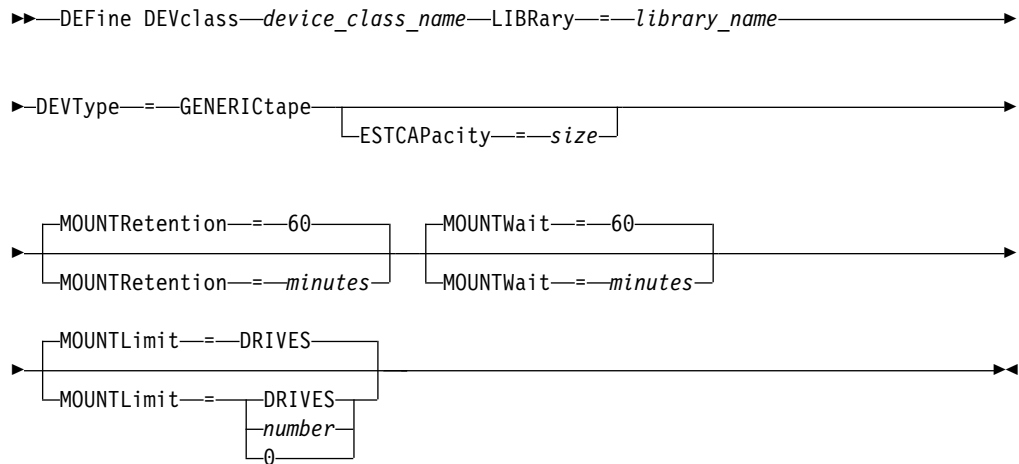 DEFine DEVclass device_class_name LIBRary = library_name
DEVType = GENERICtape
ESTCAPacity = size
MOUNTRetention = 60 MOUNTWait = 60
MOUNTRetention = minutes MOUNTWait = minutes
MOUNTLimit = DRIVES
MOUNTLimit = DRIVES
number
0